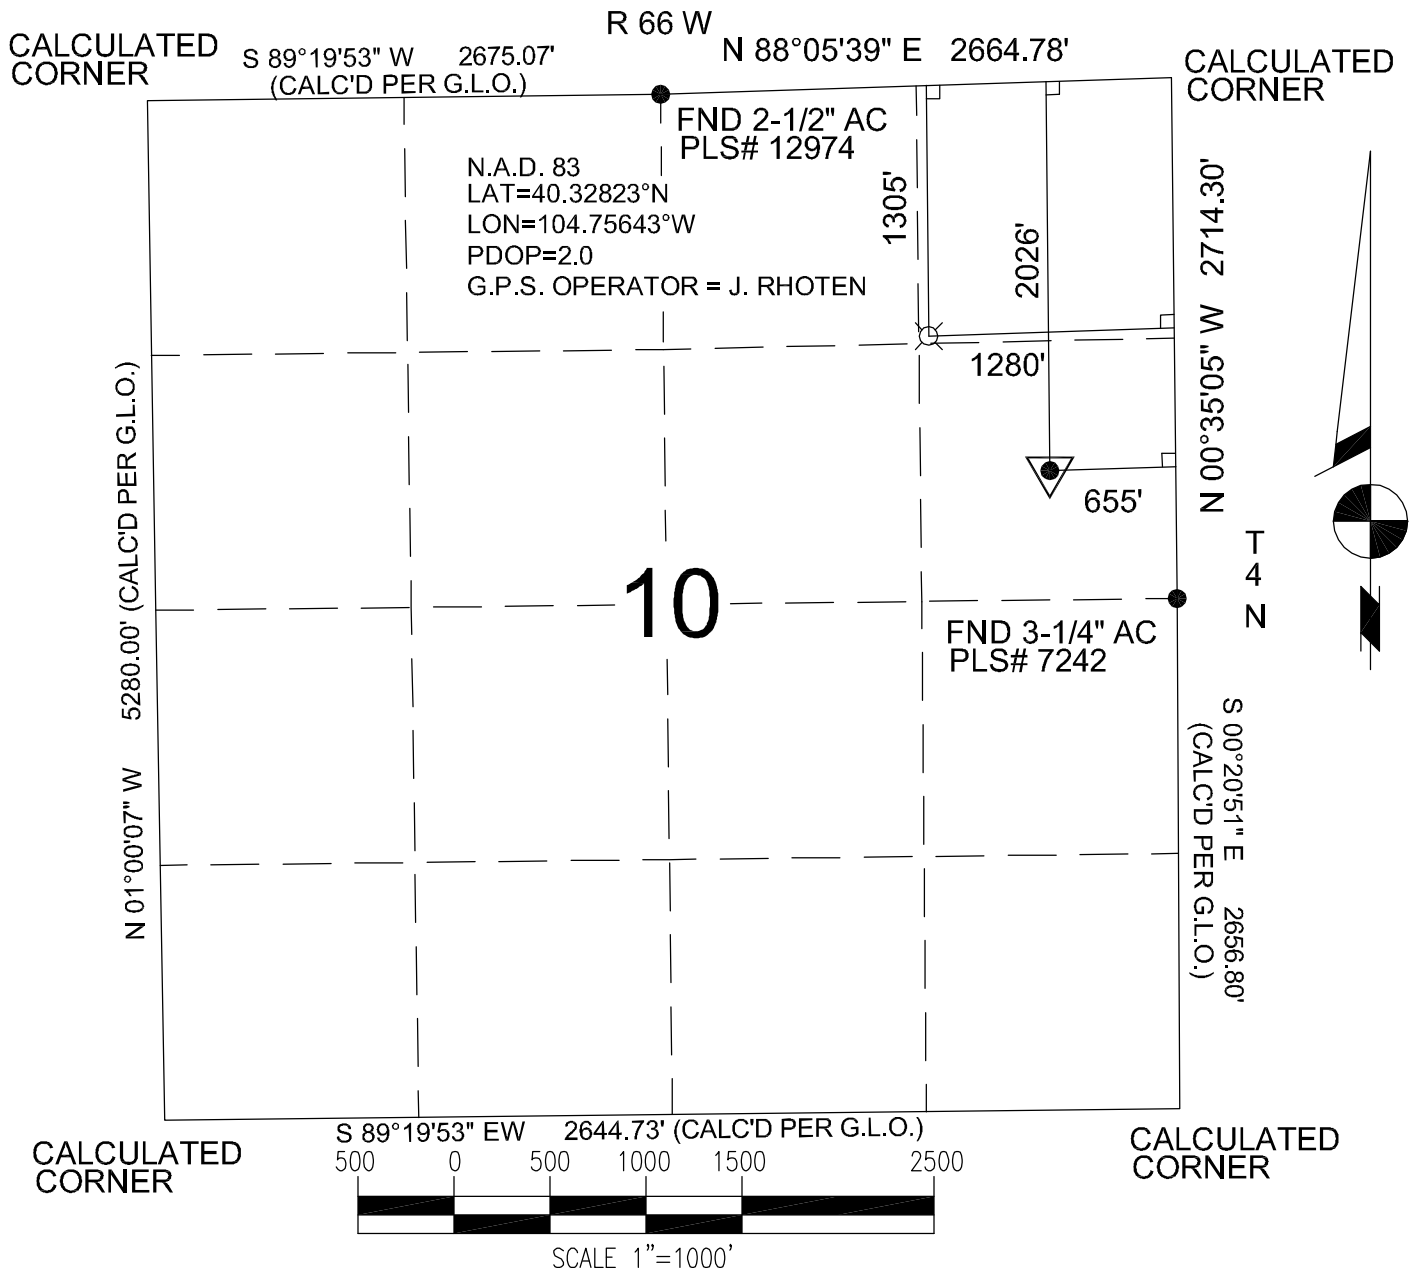 R 66 W
CALCULATED
CORNER
S 89°19'53" W 2675.07'
(CALC'D PER G.L.O.)
N 88°05'39" E 2664.78'
CALCULATED
CORNER
FND 2-1/2" AC
PLS# 12974
N.A.D. 83
LAT=40.32823°N
LON=104.75643°W
PDOP=2.0
G.P.S. OPERATOR = J. RHOTEN
1305'
2026'
N 00°35'05" W 2714.30'
1280'
655'
N 01°00'07" W 5280.00' (CALC'D PER G.L.O.)
10
T
4
N
FND 3-1/4" AC
PLS# 7242
S 00°20'51" E 2656.80'
(CALC'D PER G.L.O.)
S 89°19'53" EW 2644.73' (CALC'D PER G.L.O.)
CALCULATED
CORNER
CALCULATED
CORNER
500 0 500 1000 1500 2500
SCALE 1"=1000'